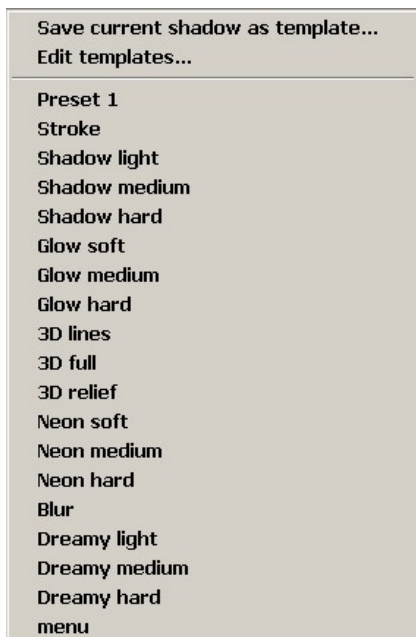 Save current shadow as template...
Edit templates...
Preset 1
Stroke
Shadow light
Shadow medium
Shadow hard
Glow soft
Glow medium
Glow hard
3D lines
3D full
3D relief
Neon soft
Neon medium
Neon hard
Blur
Dreamy light
Dreamy medium
Dreamy hard
menu